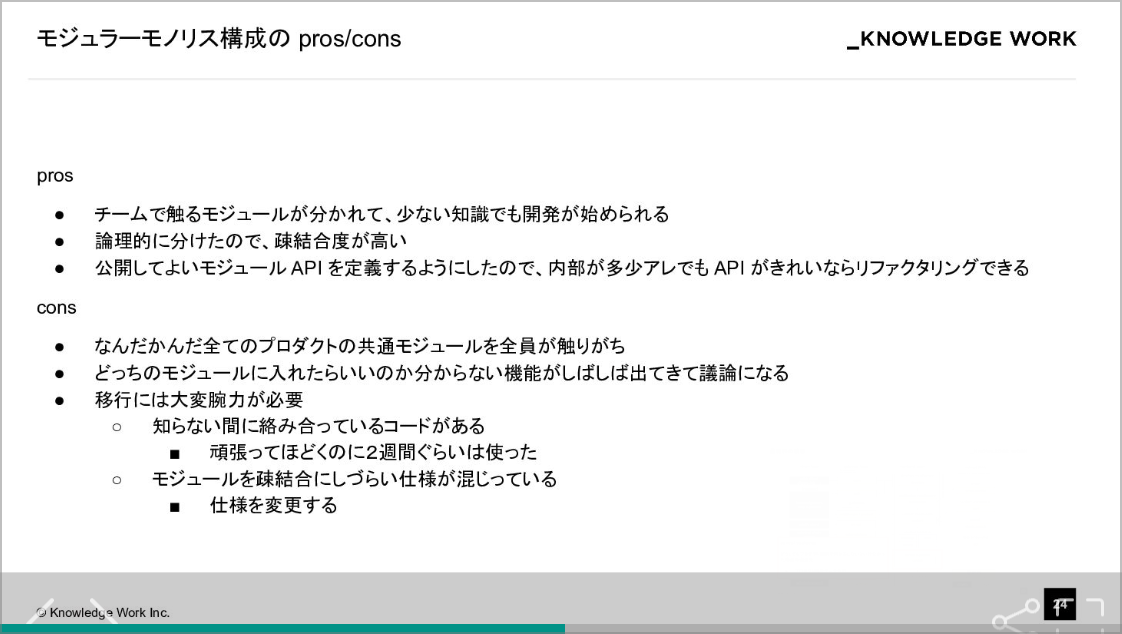 モジュラーモノリス構成の pros/cons
_KNOWLEDGE WORK
pros
● チームで触るモジュールが分かれて、少ない知識でも開発が始められる
● 論理的に分けたので、疎結合度が高い
● 公開してよいモジュール API を定義するようにしたので、内部が多少アレでも API がきれいならリファクタリングできる
cons
● なんだかんだ全てのプロダクトの共通モジュールを全員が触りがち
● どっちのモジュールに入れたらいいのか分からない機能がしばしば出てきて議論になる
● 移行には大変腕力が必要
○ 知らない間に絡み合っているコードがある
■ 頑張ってほどくのに2週間ぐらいは使った
○ モジュールを疎結合にしづらい仕様が混じっている
■ 仕様を変更する
© Knowledge Work Inc.
24